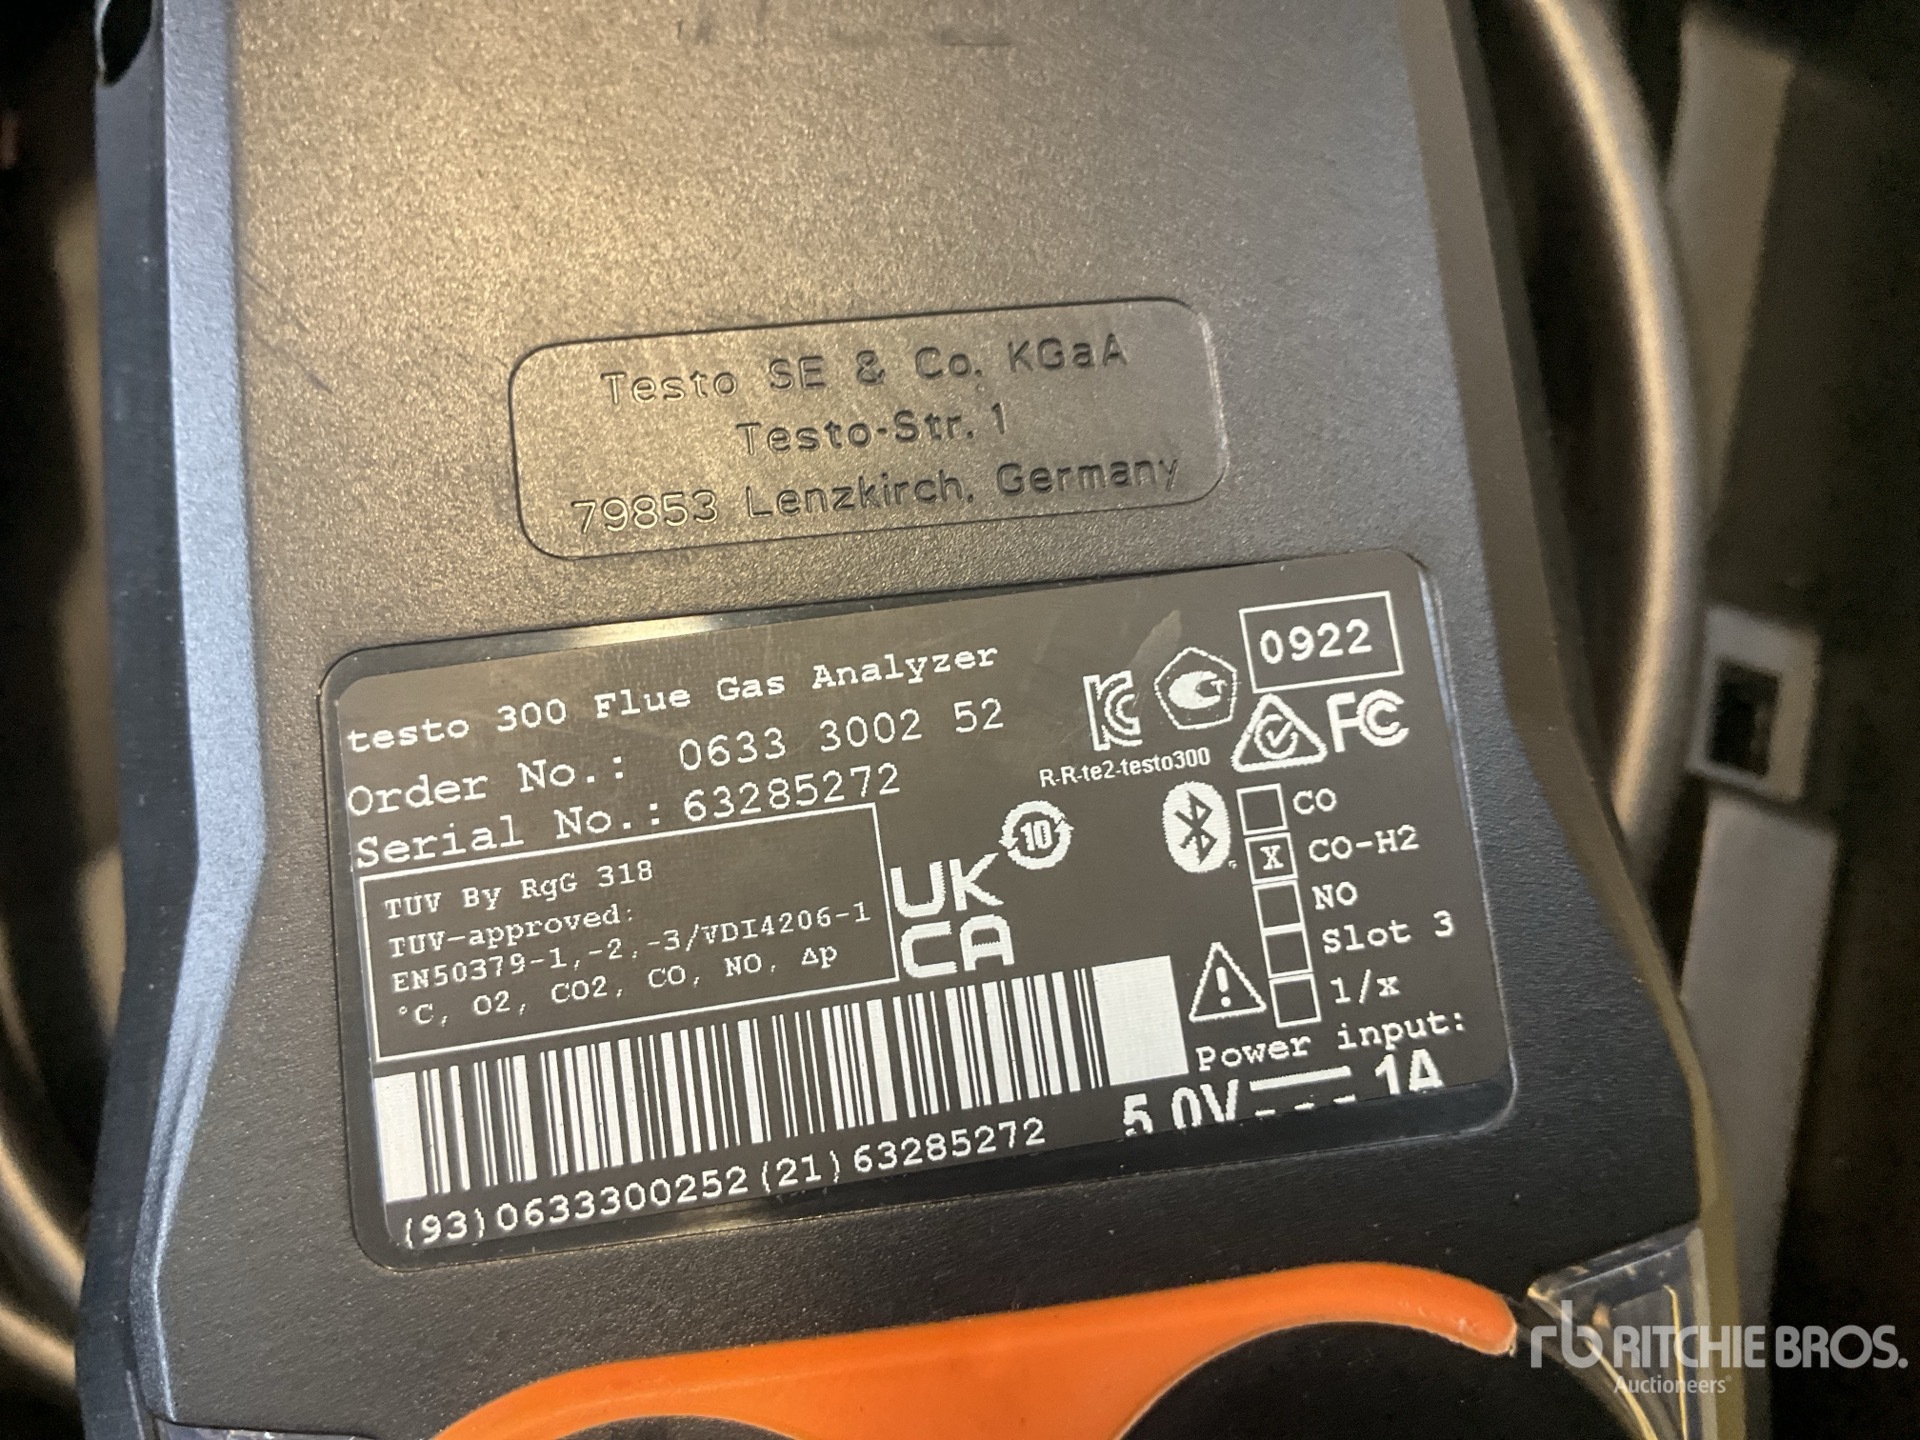 Testo SE & Co. KGaA
Testo-Str. 1
79853 Lenzkirch, Germany
testo 300 Flue Gas Analyzer
Order No.: 0633 3002 52
Serial No.: 63285272
TUV By RgG 318
TUV-approved:
EN50379-1,-2,-3/VDI4206-1
°C, O2, CO2, CO, NO, Δp
UK
CA
10
R-R-te2-testo300
0922
FC
CO
X CO-H2
NO
Slot 3
1/x
Power input:
5.0V 1A
(93)0633300252(21)63285272
rb RITCHIE BROS.
Auctioneers